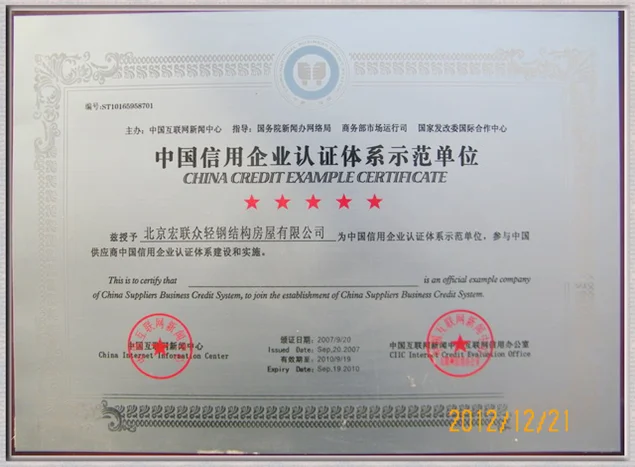 编号:ST10165958701
主办：中国互联网新闻中心 指导：国务院新闻办网络局 商务部市场运行司 国家发改委国际合作中心
中国信用企业认证体系示范单位
CHINA CREDIT EXAMPLE CERTIFICATE
兹授予 北京宏联众轻钢结构房屋有限公司 为中国信用企业认证体系示范单位，参与中国
供应商中国信用企业认证体系建设和实施。
This is to certify that is an official example company
of China Suppliers Business Credit System, to join the establishment of China Suppliers Business Credit System.
中国互联网新闻中心
China Internet Information Center
颁证日期：2007/9/20
Issued Date: Sep,20,2007
有效期至：2010/9/19
Expiry Date: Sep,19 2010
中国互联网新闻中心互联网信用办公室
CIIC Internet Credit Evaluation Office
2012/12/21